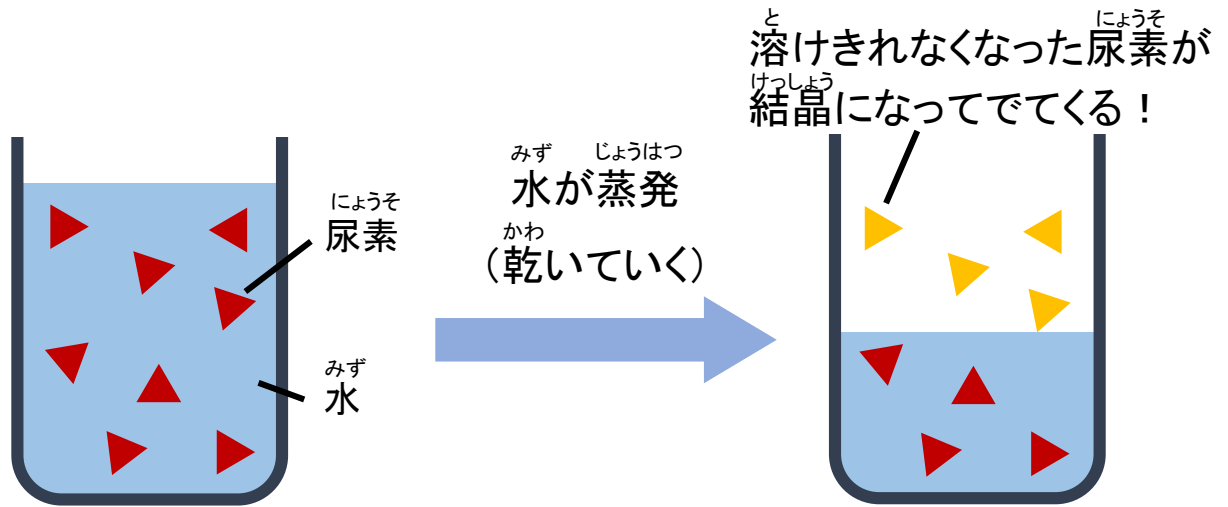 にょうそ
尿素
みず
水
みず じょうはつ
水が蒸発
かわ
（乾いていく）
と にょうそ
溶けきれなくなった尿素が
けっしょう
結晶になってでてくる！